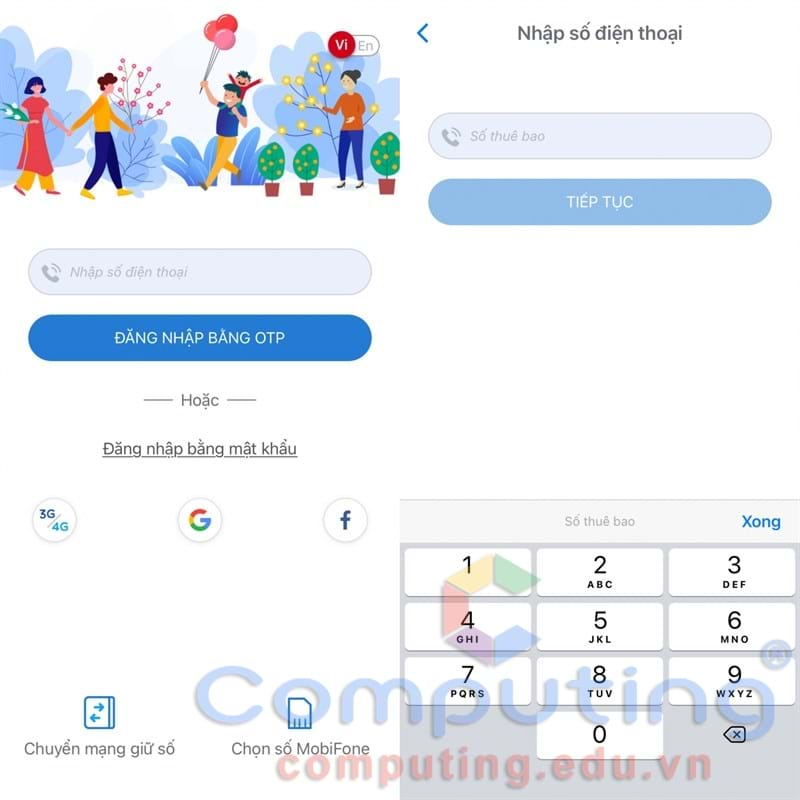 Vi En
Nhập số điện thoại
ĐĂNG NHẬP BẰNG OTP
Hoặc
Đăng nhập bằng mật khẩu
3G/4G
G
f
Chuyển mạng giữ số
Chọn số MobiFone
Nhập số điện thoại
Số thuê bao
TIẾP TỤC
Số thuê bao
Xong
1
2
ABC
3
DEF
4
GHI
5
JKL
6
MNO
7
PQRS
8
TUV
9
WXYZ
0
Computing®
computing.edu.vn